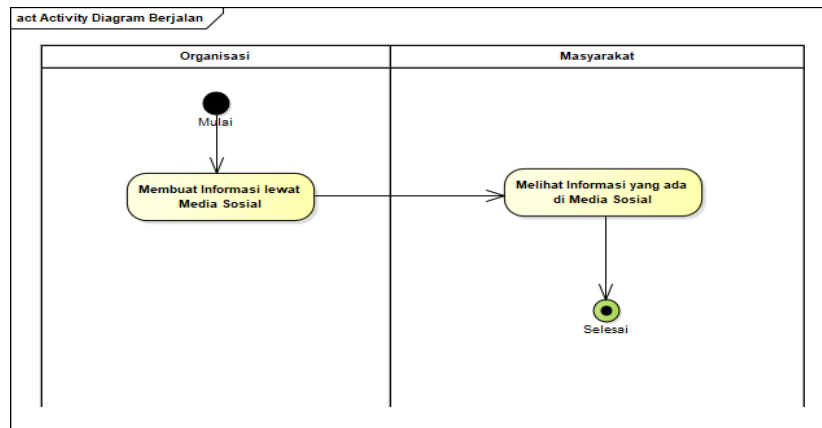 act Activity Diagram Berjalan
Organisasi
Masyarakat
Mulai
Membuat Informasi lewat
Media Sosial
Melihat Informasi yang ada
di Media Sosial
Selesai